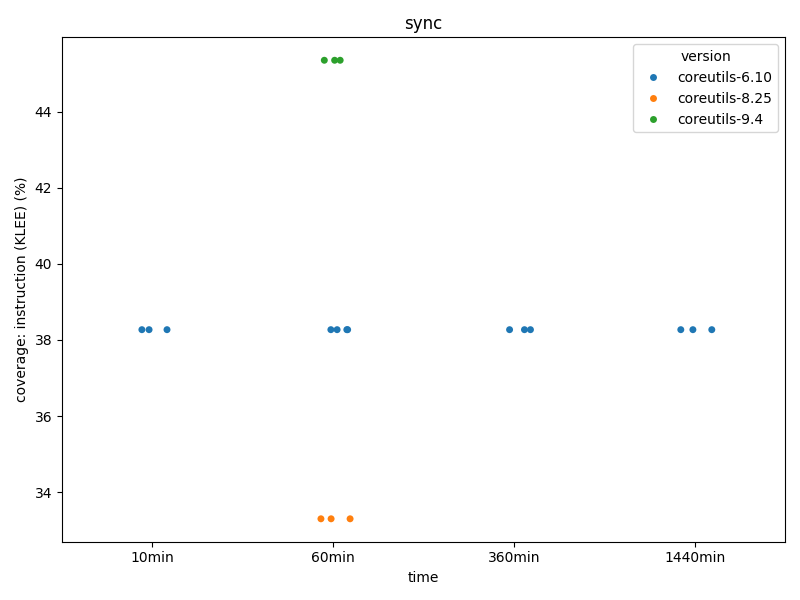 sync
version
coreutils-6.10
coreutils-8.25
coreutils-9.4
coverage: instruction (KLEE) (%)
44
42
40
38
36
34
10min
60min
360min
1440min
time